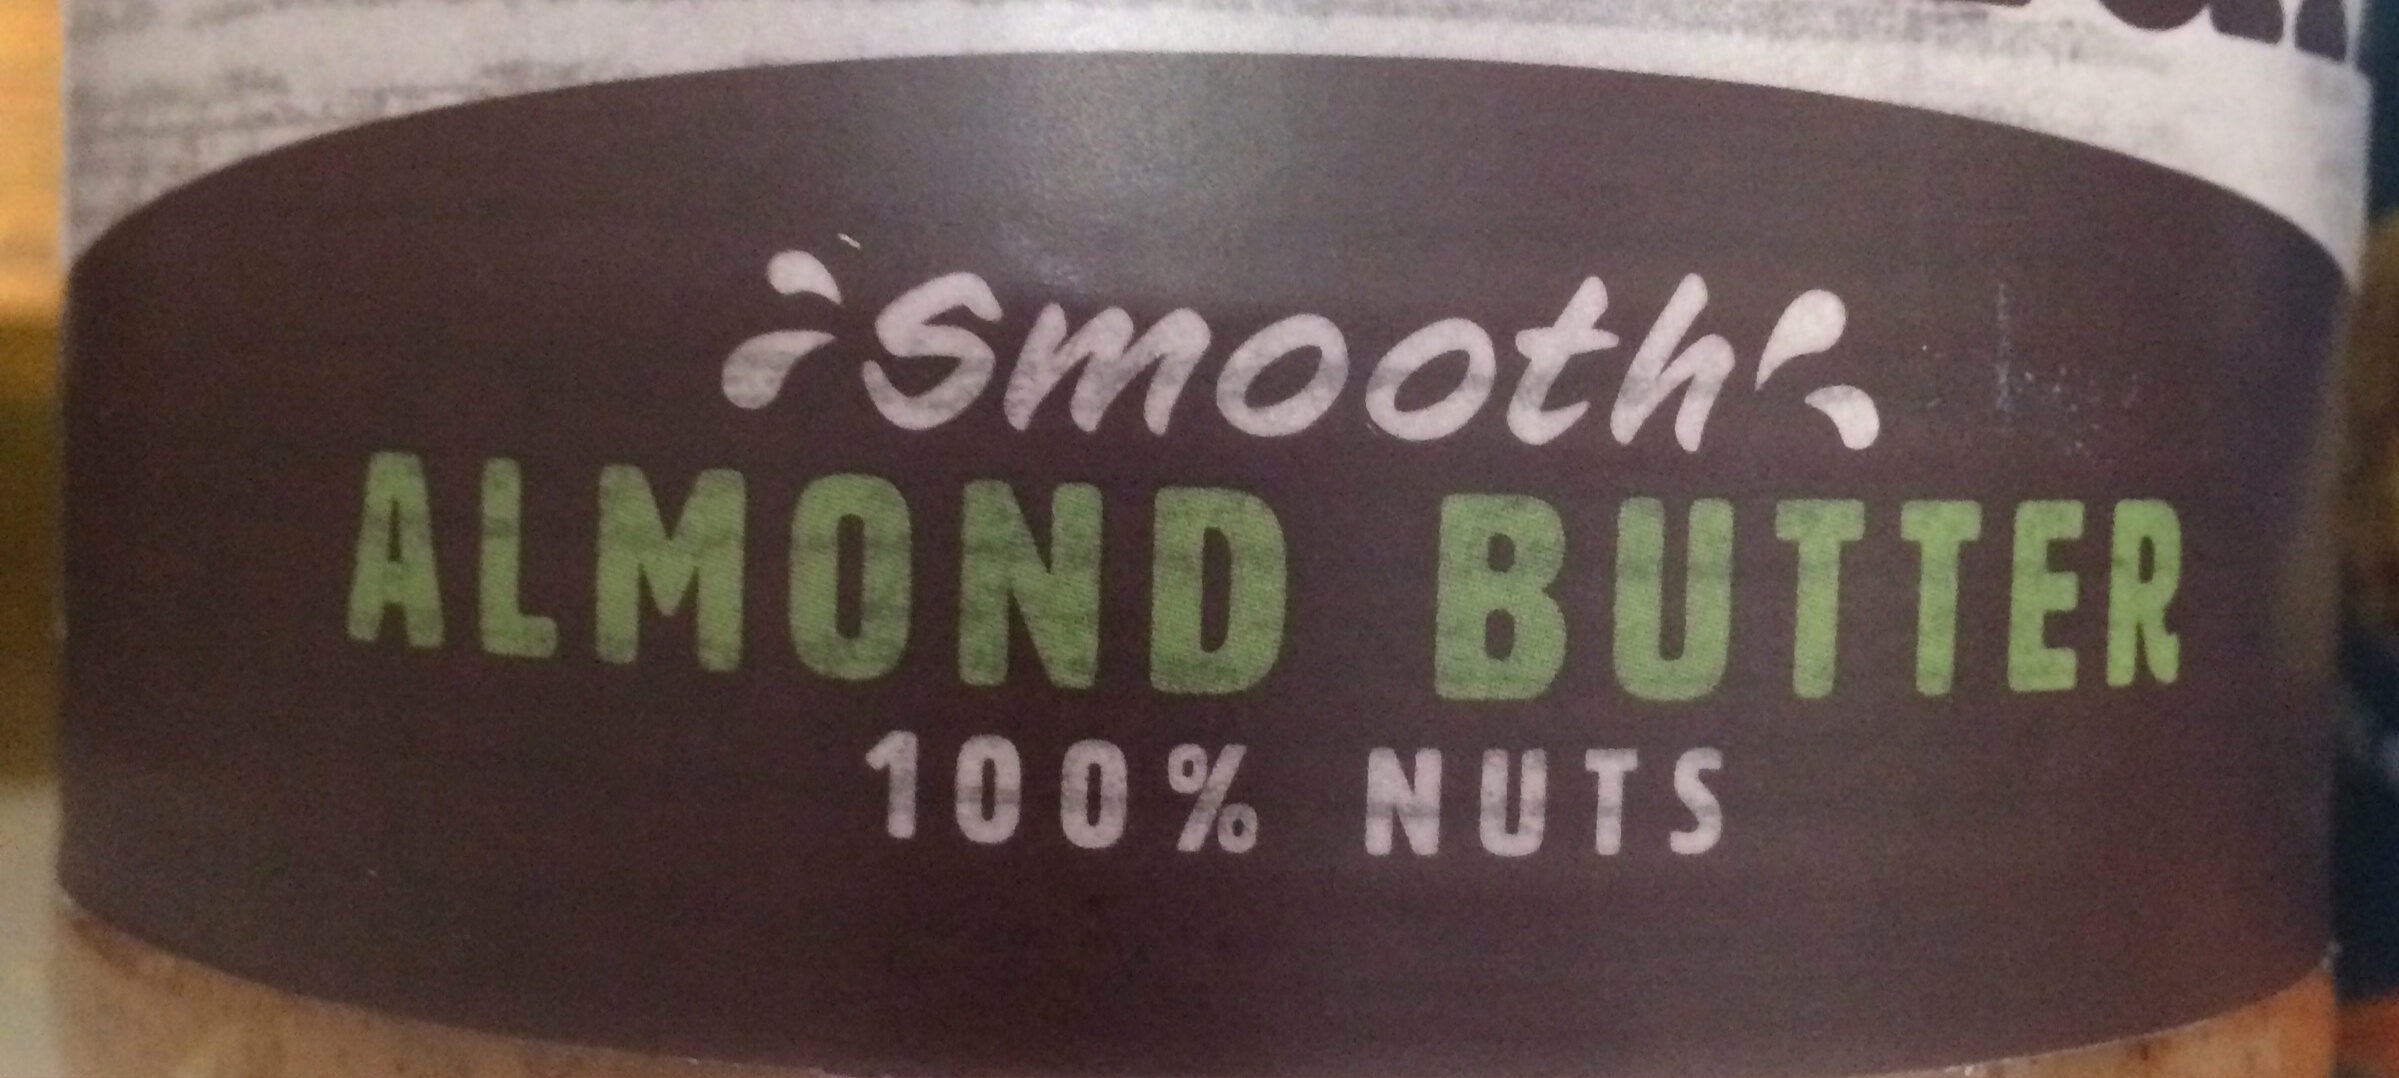 smooth
ALMOND BUTTER
100% NUTS